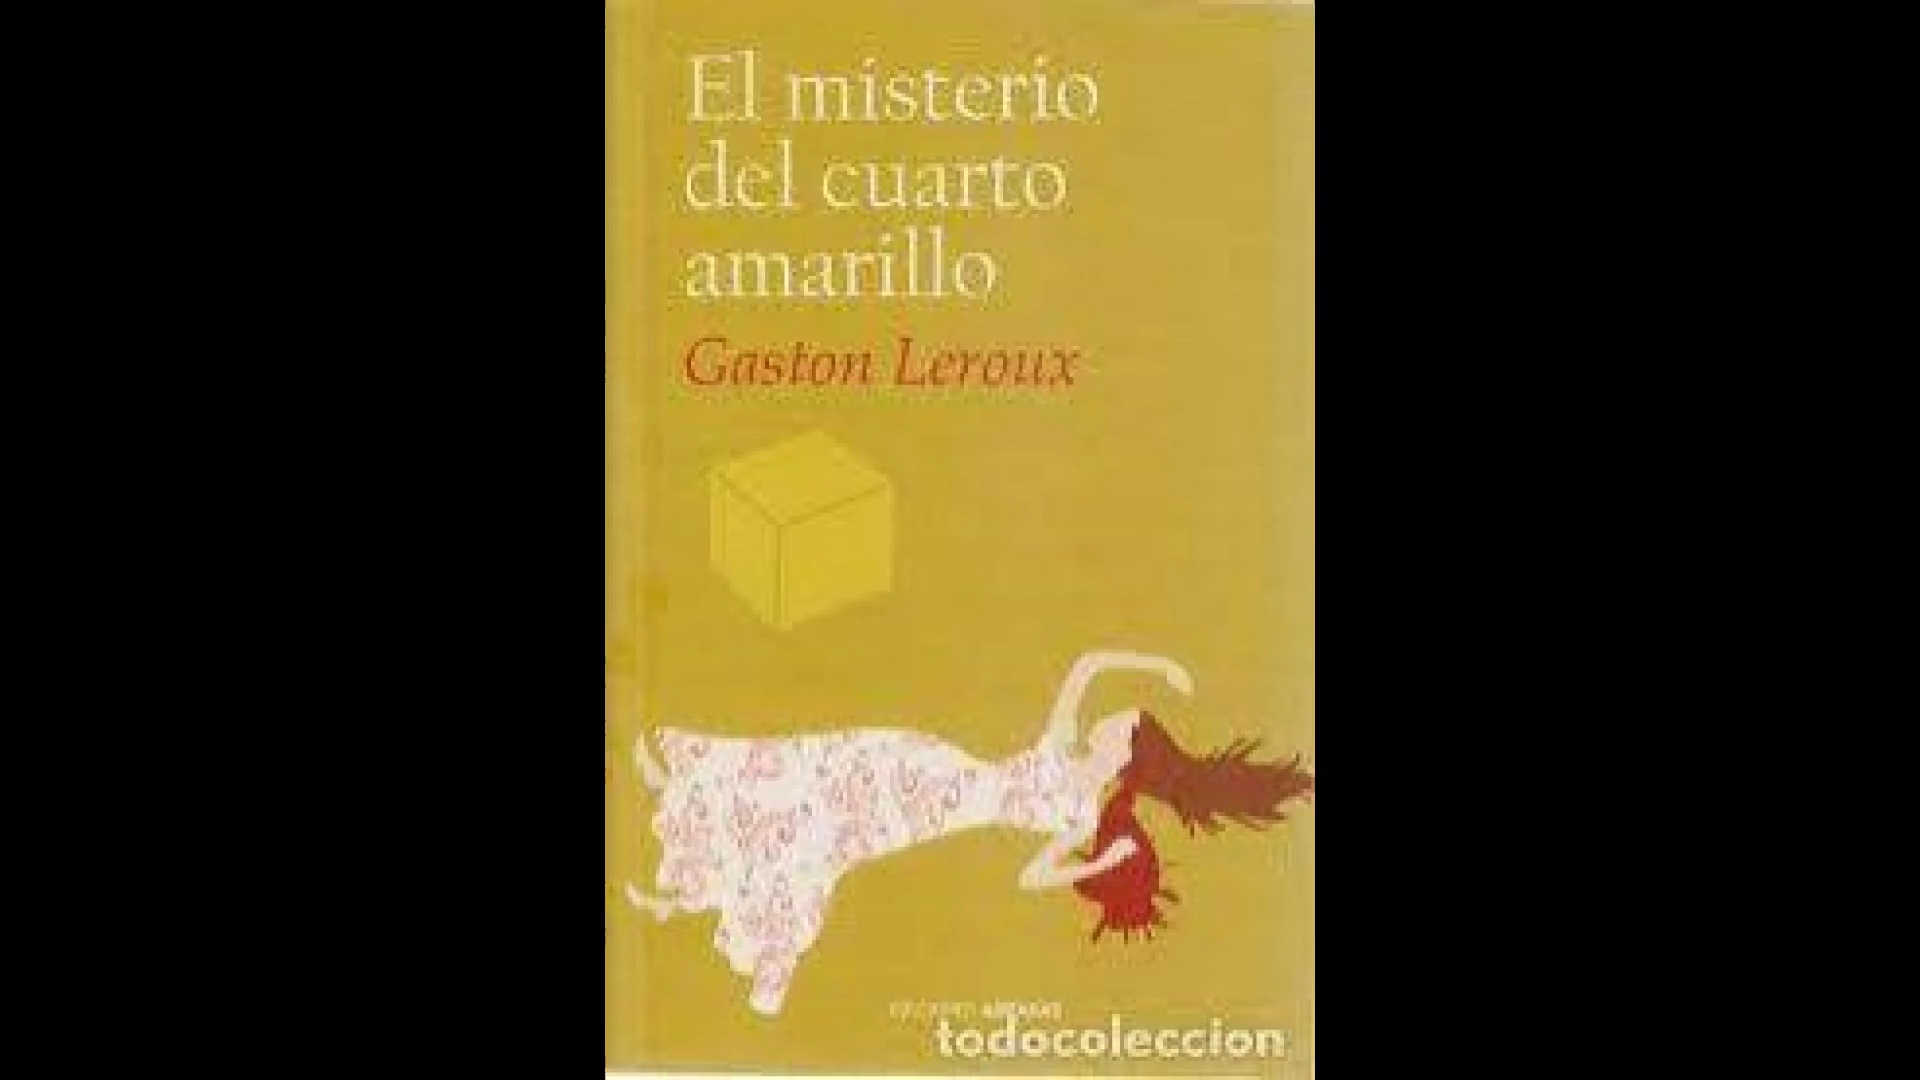 El misterio
del cuarto
amarillo
Gaston Leroux
todocoleccion